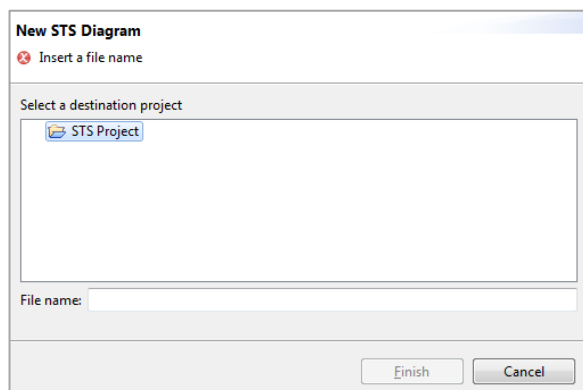 New STS Diagram
Insert a file name
Select a destination project
STS Project
File name:
Finish Cancel